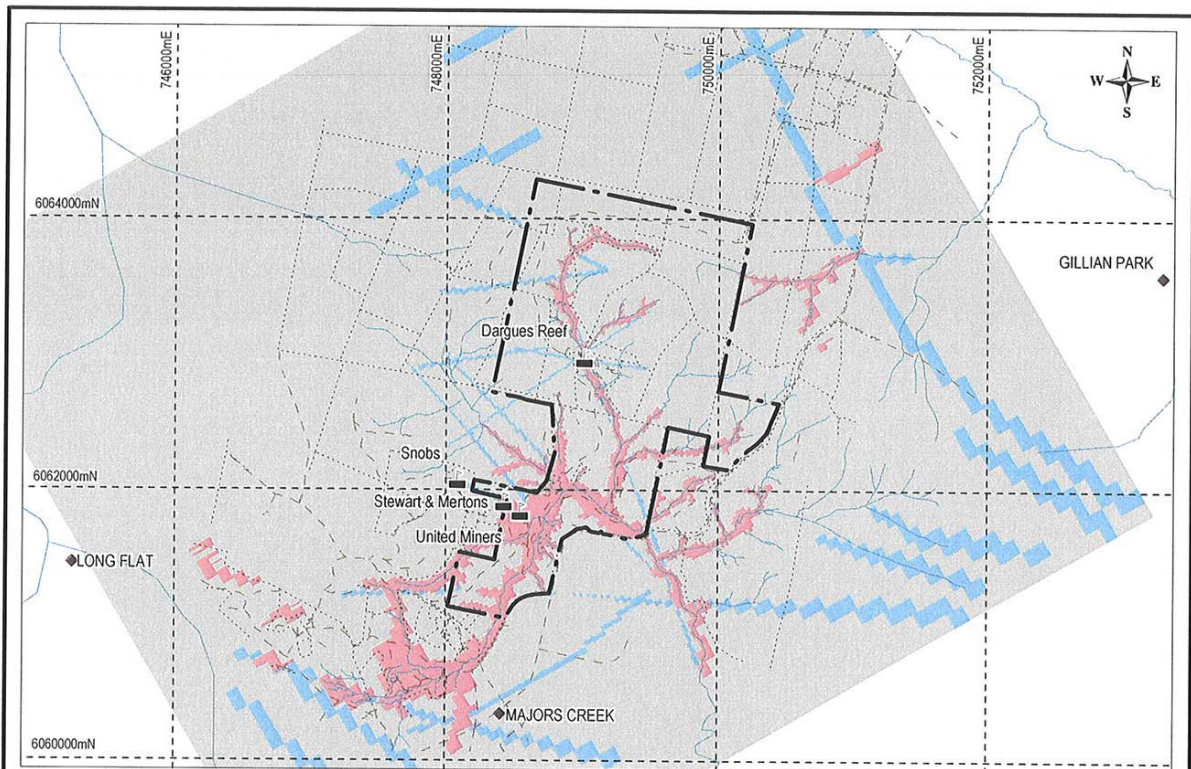 746000mE
748000mE
750000mE
752000mE
N
W E
S
6064000mN
GILLIAN PARK
Dargues Reef
Snobs
6062000mN
Stewart & Mertons
United Miners
LONG FLAT
MAJORS CREEK
6060000mN